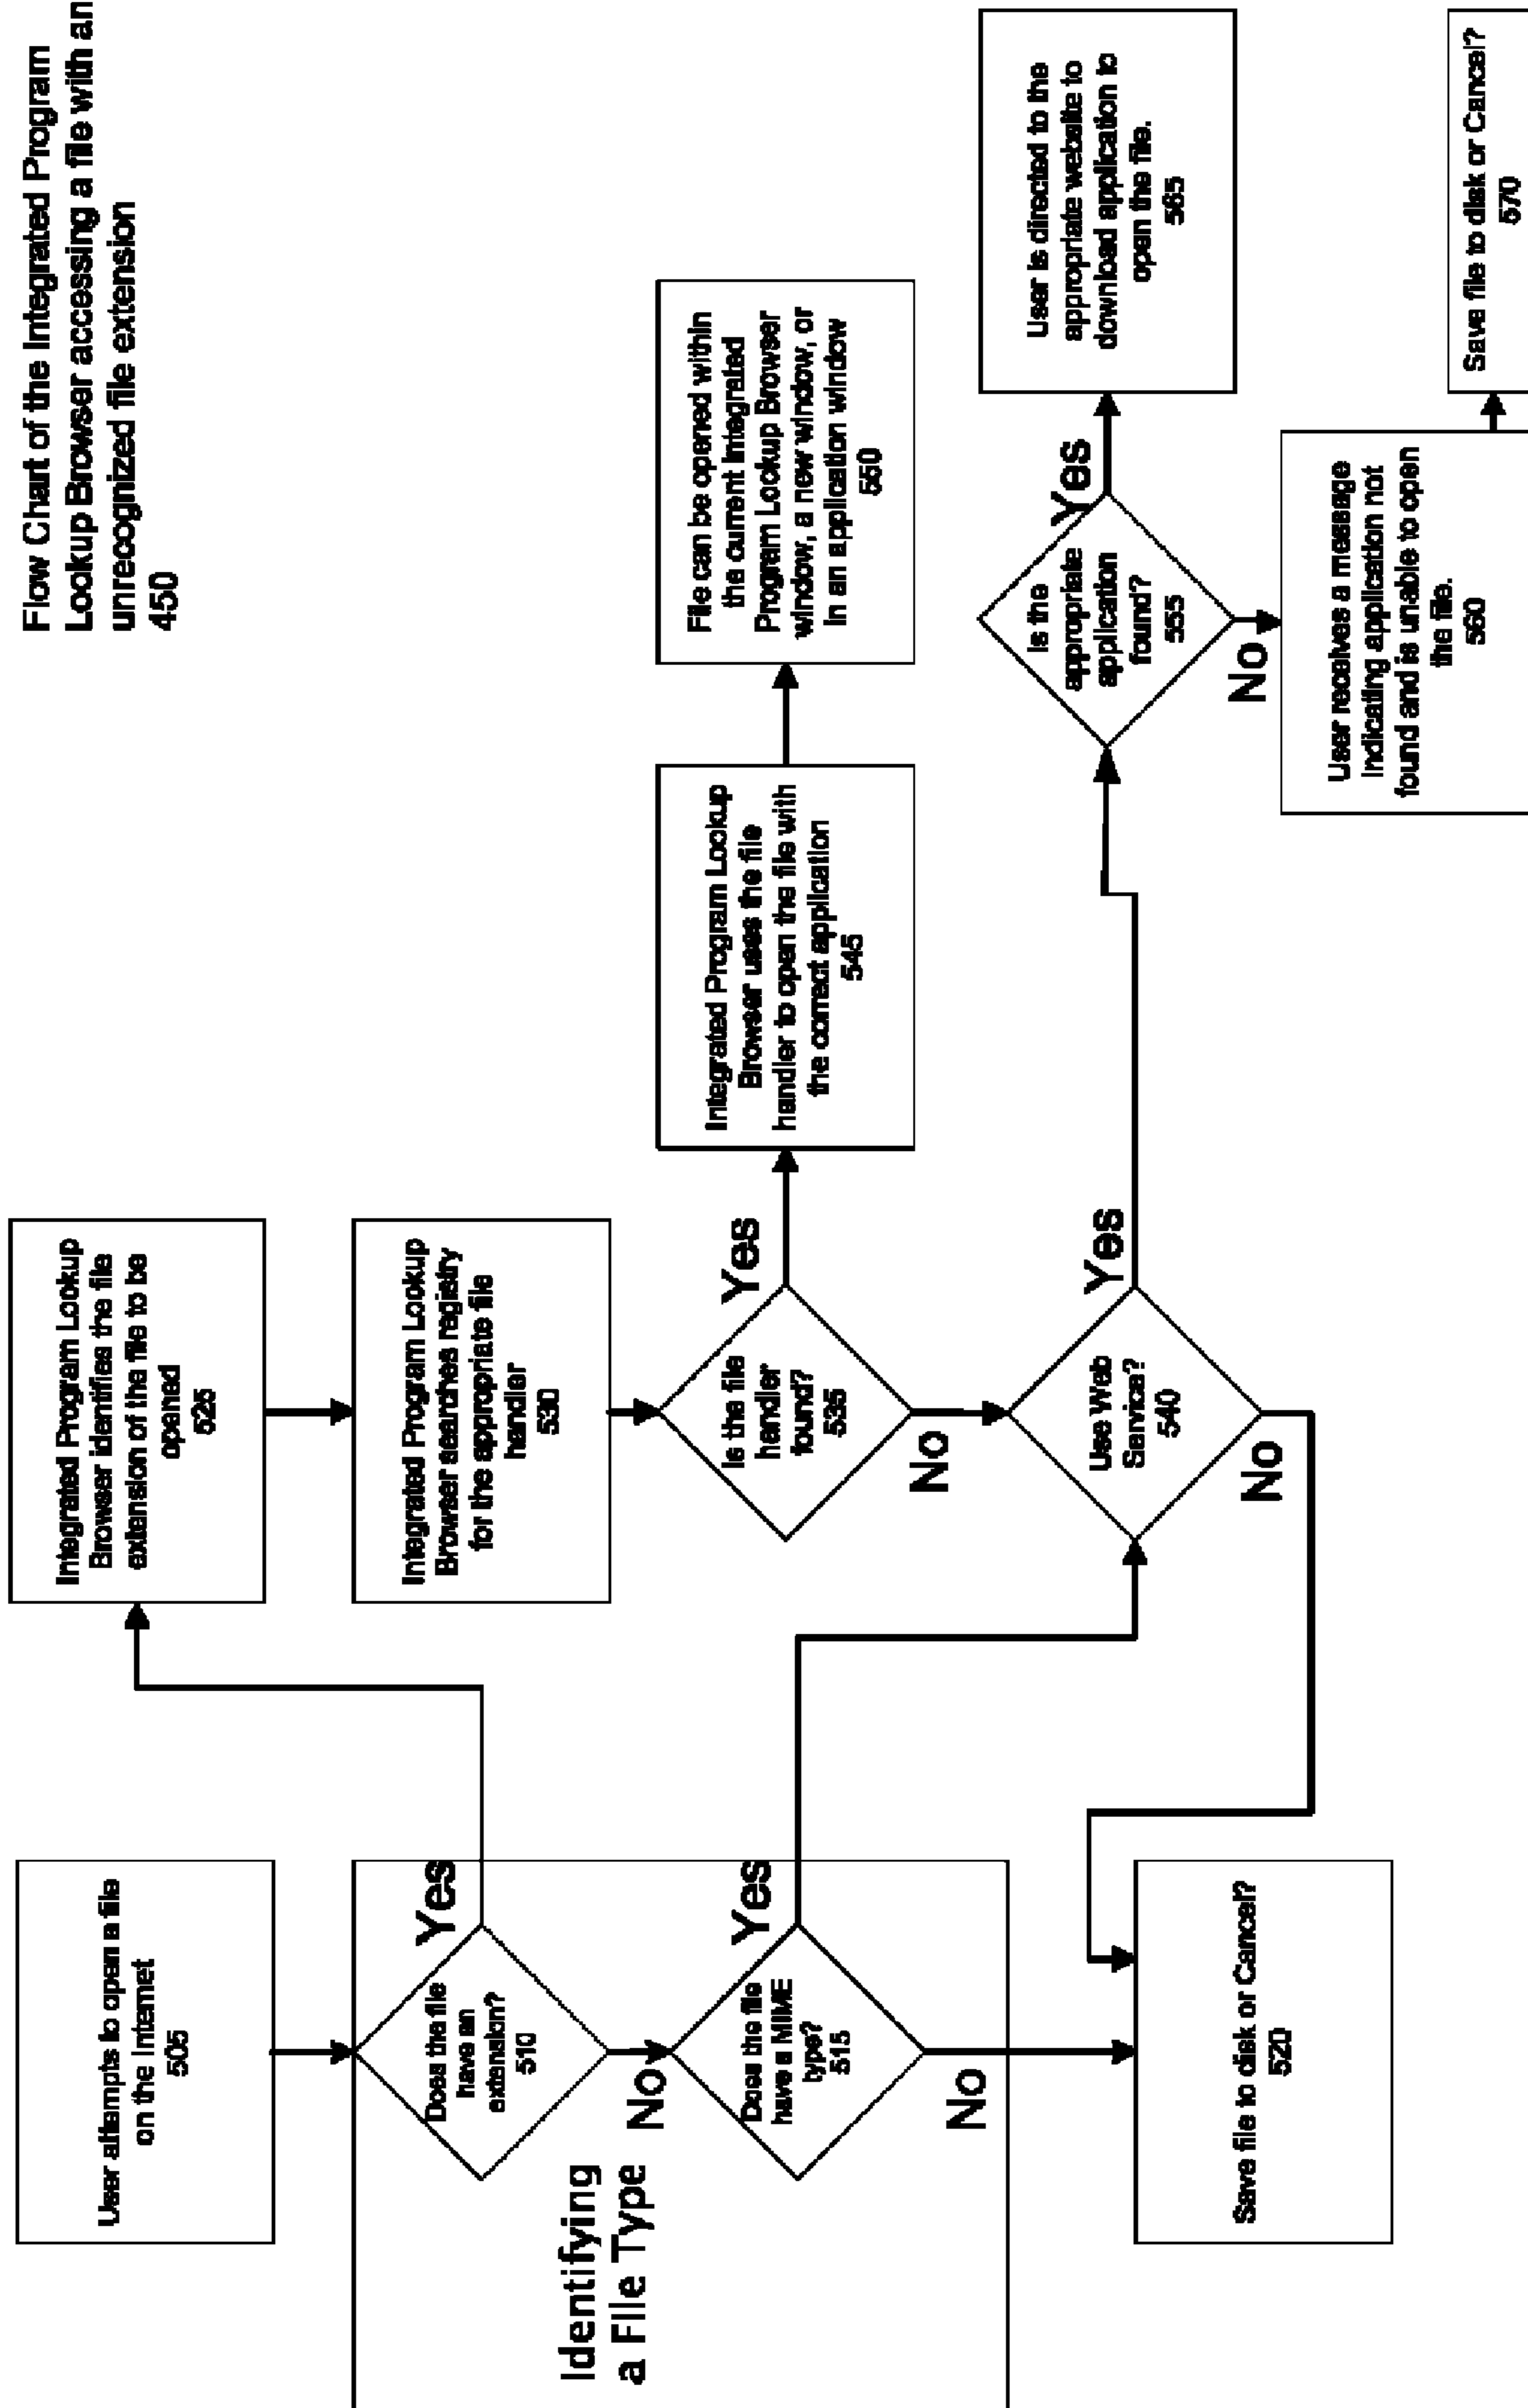 Flow Chart of the Integrated Program
Lookup Browser accessing a file with an
unrecognized file extension
450
User attempts to open a file
on the Internet
505
Identifying
a File Type
Does the file
have an
extension?
510
Yes
No
Does the file
have a MIME
type?
515
Yes
No
Save file to disk or Cancel?
520
Integrated Program Lookup
Browser identifies the file
extension of the file to be
opened
525
Integrated Program Lookup
Browser searches registry
for the appropriate file
handler
530
Is the file
handler
found?
535
Yes
No
Use Web
Service?
540
Yes
No
Integrated Program Lookup
Browser uses the file
handler to open the file with
the correct application
545
File can be opened within
the current Integrated
Program Lookup Browser
window, a new window, or
in an application window
550
Is the
appropriate
application
found?
555
Yes
No
User receives a message
indicating application not
found and is unable to open
the file.
560
User is directed to the
appropriate website to
download application to
open the file.
565
Save file to disk or Cancel?
570